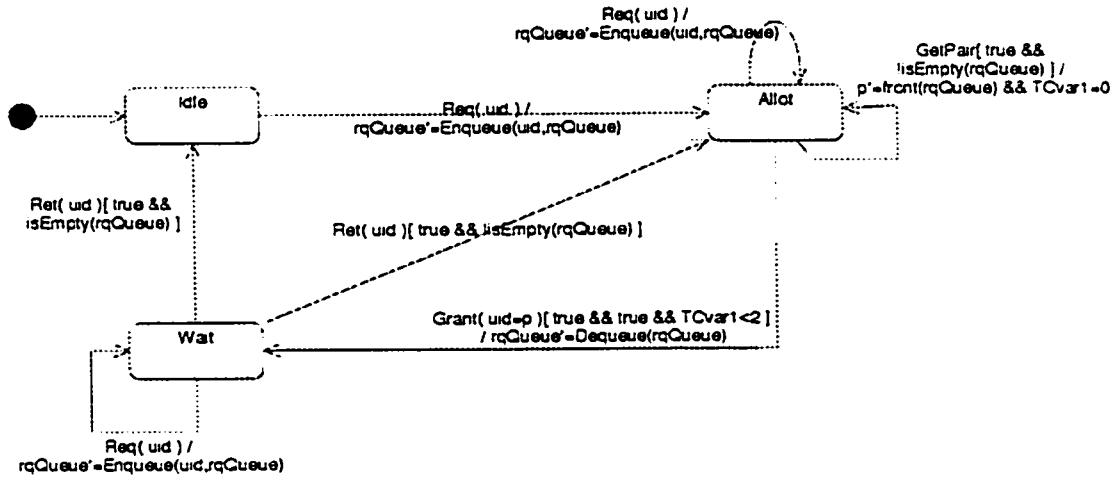 Req( uid ) /
rqQueue'=Enqueue(uid,rqQueue)
GetPair[ true &&
!isEmpty(rqQueue) ] /
p'=front(rqQueue) && TCvar1=0
Idle
Allot
Req( uid ) /
rqQueue'=Enqueue(uid,rqQueue)
Ret( uid )[ true &&
isEmpty(rqQueue) ]
Ret( uid )[ true && !isEmpty(rqQueue) ]
Grant( uid=p )[ true && true && TCvar1<2 ]
/ rqQueue'=Dequeue(rqQueue)
Wait
Req( uid ) /
rqQueue'=Enqueue(uid,rqQueue)